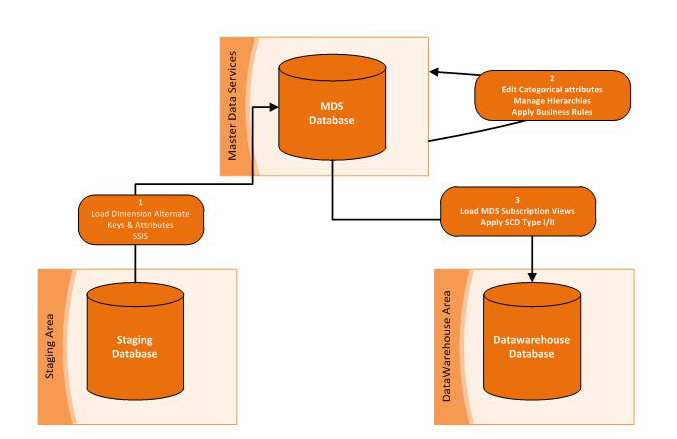 Master Data Services
MDS
Database
2
Edit Categorical attributes
Manage Hierarchies
Apply Business Rules
1
Load Dimension Alternate
Keys & Attributes
SSIS
3
Load MDS Subscription Views
Apply SCD Type I/II
Staging Area
Staging
Database
DataWarehouse Area
Datawarehouse
Database